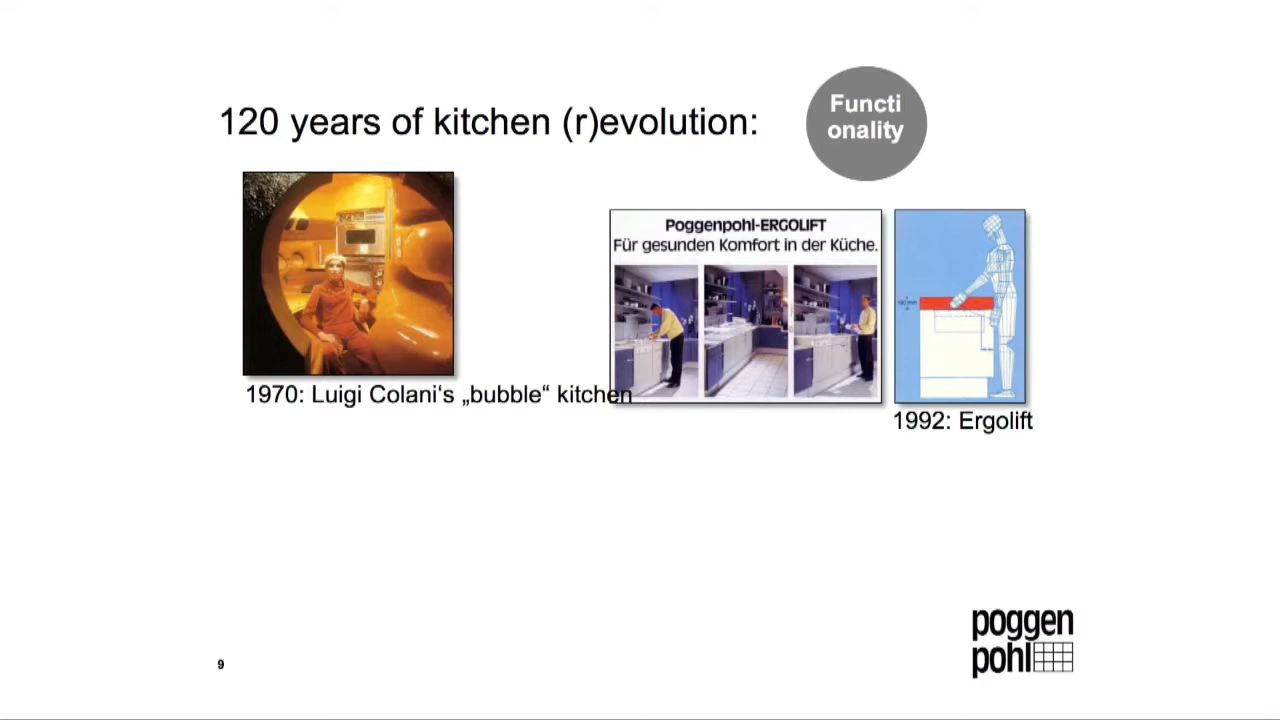 120 years of kitchen (r)evolution:
Functi
onality
Poggenpohl-ERGOLIFT
Für gesunden Komfort in der Küche.
1970: Luigi Colani‘s „bubble“ kitchen
1992: Ergolift
poggen
pohl
9